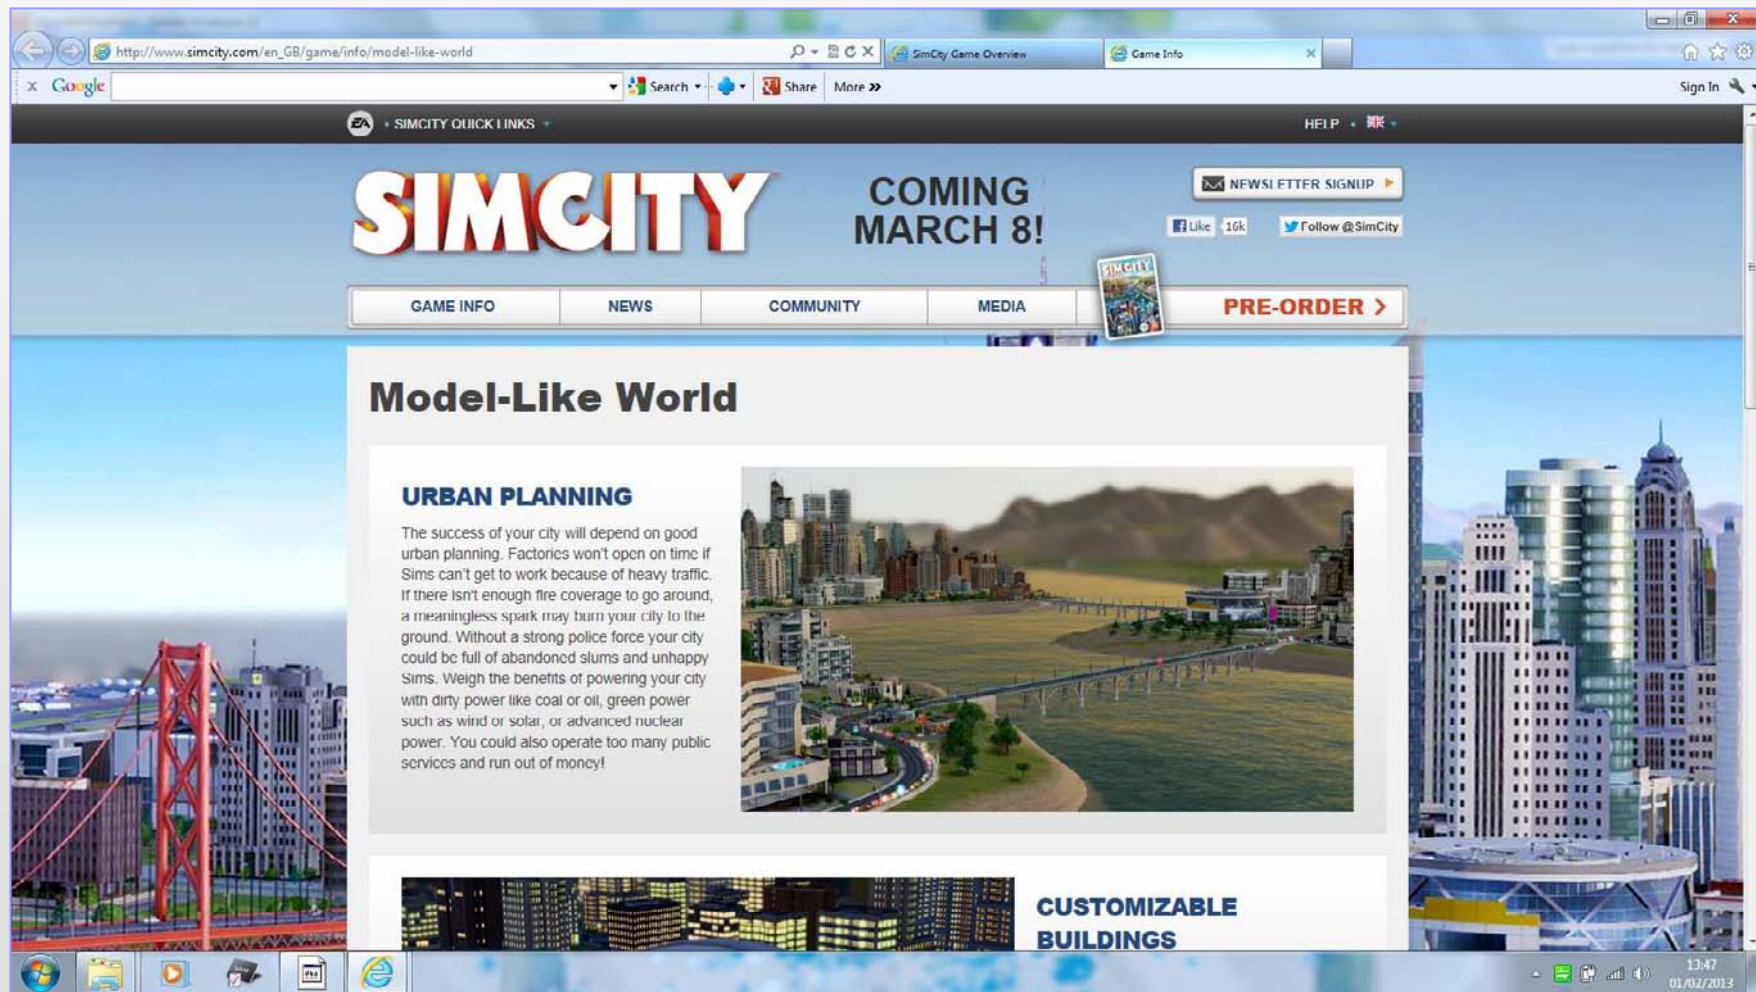 http://www.simcity.com/en_GB/game/info/model-like-world
SimCity Game Overview
Game Info
x Google
Search
Share
More »
Sign In
EA
SIMCITY QUICK LINKS
HELP
SIMCITY
COMING
MARCH 8!
NEWSLETTER SIGNUP
Like 16k
Follow @SimCity
SIMCITY
GAME INFO
NEWS
COMMUNITY
MEDIA
PRE-ORDER
Model-Like World
URBAN PLANNING
The success of your city will depend on good
urban planning. Factories won't open on time if
Sims can't get to work because of heavy traffic.
If there isn't enough fire coverage to go around,
a meaningless spark may burn your city to the
ground. Without a strong police force your city
could be full of abandoned slums and unhappy
Sims. Weigh the benefits of powering your city
with dirty power like coal or oil, green power
such as wind or solar, or advanced nuclear
power. You could also operate too many public
services and run out of money!
CUSTOMIZABLE
BUILDINGS
13:47
01/02/2013